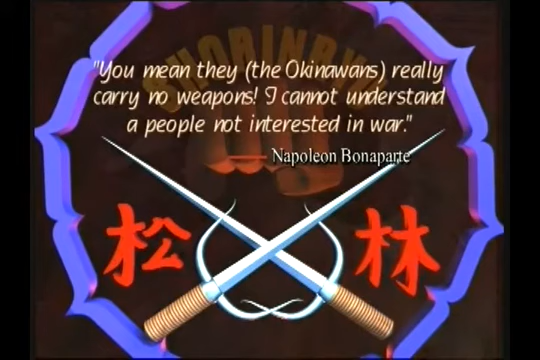 SHORINRYU
"You mean they (the Okinawans) really
carry no weapons! I cannot understand
a people not interested in war."
Napoleon Bonaparte
松 林